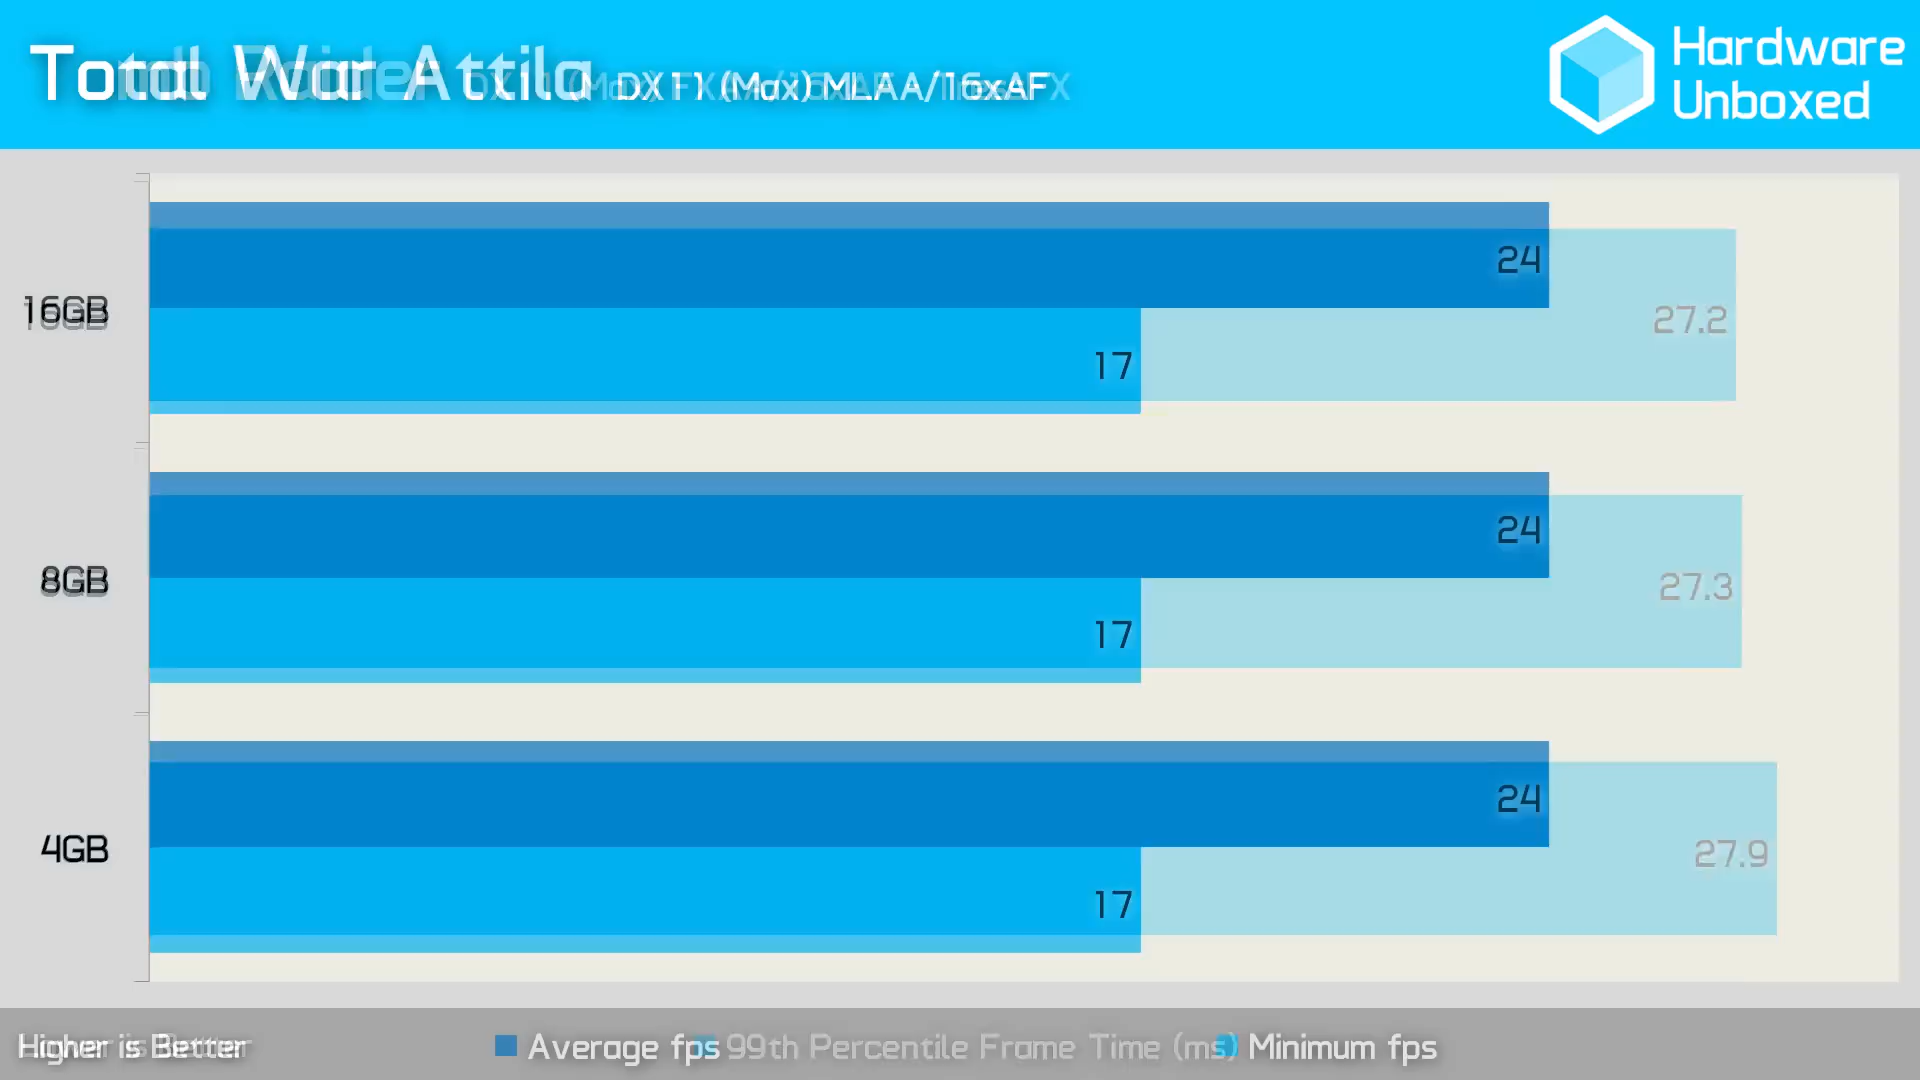 Total War Attila DX11 (Max) MLAA/16xAF
Hardware
Unboxed
24
16GB
27.2
17
24
8GB
27.3
17
24
4GB
27.9
17
Higher is Better
Average fps
99th Percentile Frame Time (ms)
Minimum fps